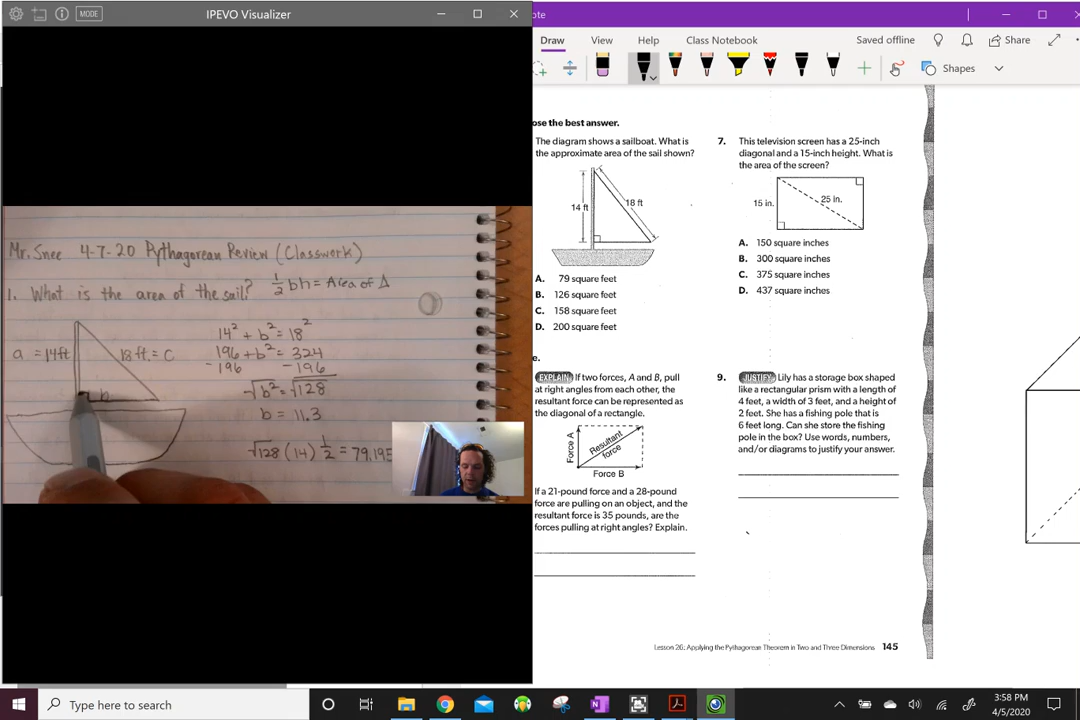 IPEVO Visualizer
MODE
Mr. Snee 4-7-20 Pythagorean Review (Classwork)
1. What is the area of the sail? 1/2 bh = Area of Δ
a = 14ft
18 ft. = c
b
14² + b² = 18²
196 + b² = 324
-196 -196
√b² = √128
b = 11.3
√128 (14) 1/2 = 79.195
ote
Draw View Help Class Notebook Saved offline Share
Shapes
ose the best answer.
The diagram shows a sailboat. What is
the approximate area of the sail shown?
14 ft
18 ft
A. 79 square feet
B. 126 square feet
C. 158 square feet
D. 200 square feet
e.
EXPLAIN If two forces, A and B, pull
at right angles from each other, the
resultant force can be represented as
the diagonal of a rectangle.
Force A
Resultant
force
Force B
If a 21-pound force and a 28-pound
force are pulling on an object, and the
resultant force is 35 pounds, are the
forces pulling at right angles? Explain.
7. This television screen has a 25-inch
diagonal and a 15-inch height. What is
the area of the screen?
15 in.
25 in.
A. 150 square inches
B. 300 square inches
C. 375 square inches
D. 437 square inches
9. JUSTIFY Lily has a storage box shaped
like a rectangular prism with a length of
4 feet, a width of 3 feet, and a height of
2 feet. She has a fishing pole that is
6 feet long. Can she store the fishing
pole in the box? Use words, numbers,
and/or diagrams to justify your answer.
Lesson 26: Applying the Pythagorean Theorem in Two and Three Dimensions 145
Type here to search
3:58 PM
4/5/2020